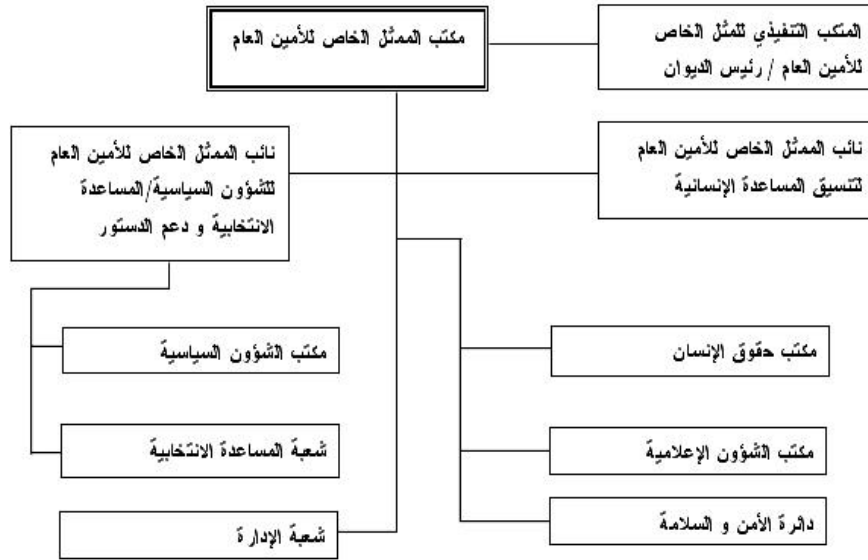 مكتب الممثل الخاص للأمين العام
المتكب التنفيذي للمثل الخاص
للأمين العام / رئيس الديوان
نائب الممثل الخاص للأمين العام
لتنسيق المساعدة الإنسانية
نائب الممثل الخاص للأمين العام
للشؤون السياسية/المساعدة
الانتخابية و دعم الدستور
مكتب حقوق الإنسان
مكتب الشؤون السياسية
مكتب الشؤون الإعلامية
شعبة المساعدة الانتخابية
دائرة الأمن و السلامة
شعبة الإدارة